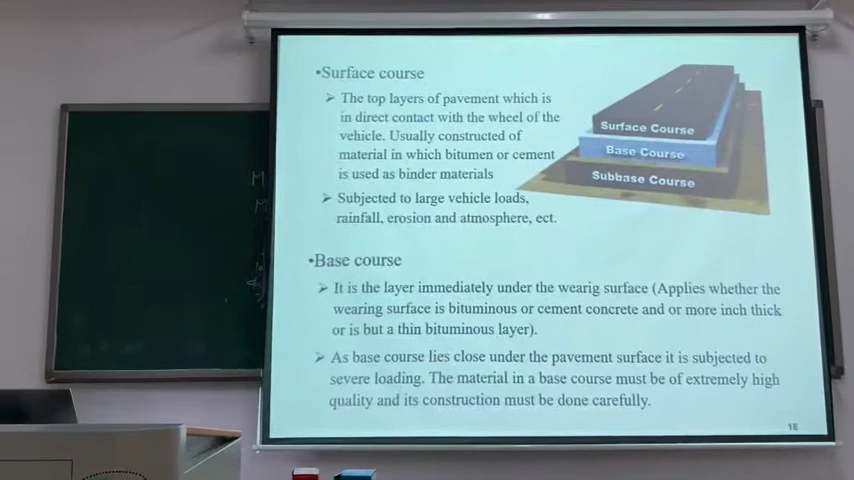 •Surface course
➢ The top layers of pavement which is
in direct contact with the wheel of the
vehicle. Usually constructed of
material in which bitumen or cement
is used as binder materials
➢ Subjected to large vehicle loads,
rainfall, erosion and atmosphere, ect.
Surface Course
Base Course
Subbase Course
•Base course
➢ It is the layer immediately under the wearig surface (Applies whether the
wearing surface is bituminous or cement concrete and or more inch thick
or is but a thin bituminous layer).
➢ As base course lies close under the pavement surface it is subjected to
severe loading. The material in a base course must be of extremely high
quality and its construction must be done carefully.
18